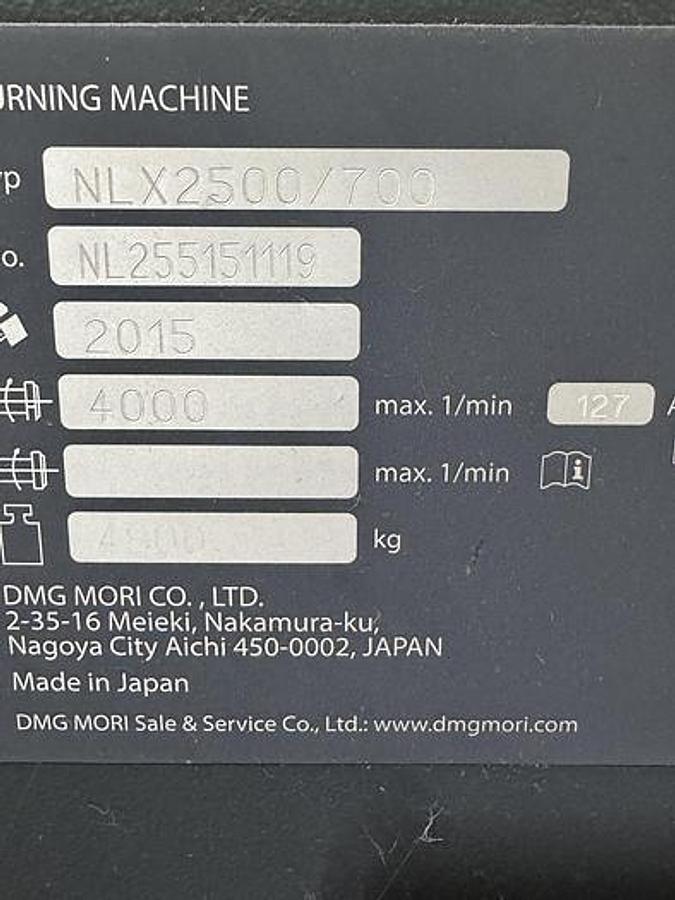 URNING MACHINE
yp NLX2500/700
o. NL255151119
2015
4000 max. 1/min 127 A
max. 1/min
kg
DMG MORI CO. , LTD.
2-35-16 Meieki, Nakamura-ku,
Nagoya City Aichi 450-0002, JAPAN
Made in Japan
DMG MORI Sale & Service Co., Ltd.: www.dmgmori.com